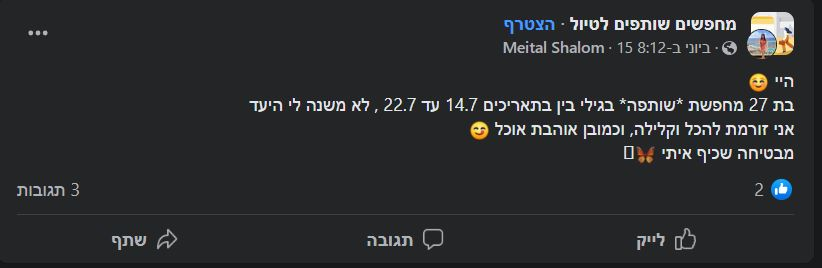 מחפשים שותפים לטיול · הצטרף
Meital Shalom · 15 ביוני ב-8:12 ·
היי 😊
בת 27 מחפשת *שותפה* בגילי בין בתאריכים 14.7 עד 22.7 , לא משנה לי היעד
אני זורמת להכל וקלילה, וכמובן אוהבת אוכל 😋
מבטיחה שכיף איתי 🦋
2
3 תגובות
לייק
תגובה
שתף